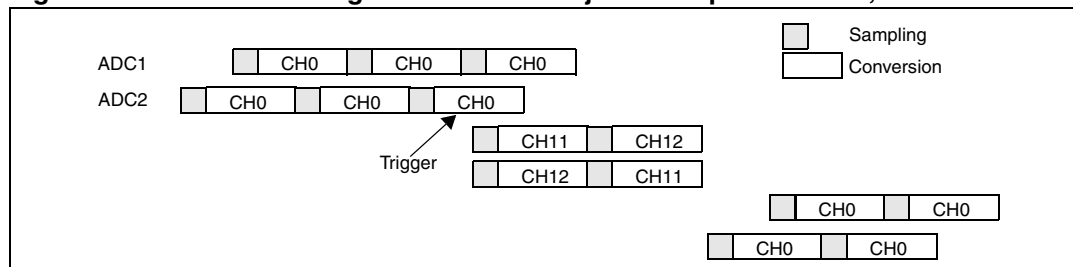 Sampling
Conversion
ADC1 CH0 CH0 CH0
ADC2 CH0 CH0 CH0
Trigger
CH11 CH12
CH12 CH11
CH0 CH0
CH0 CH0